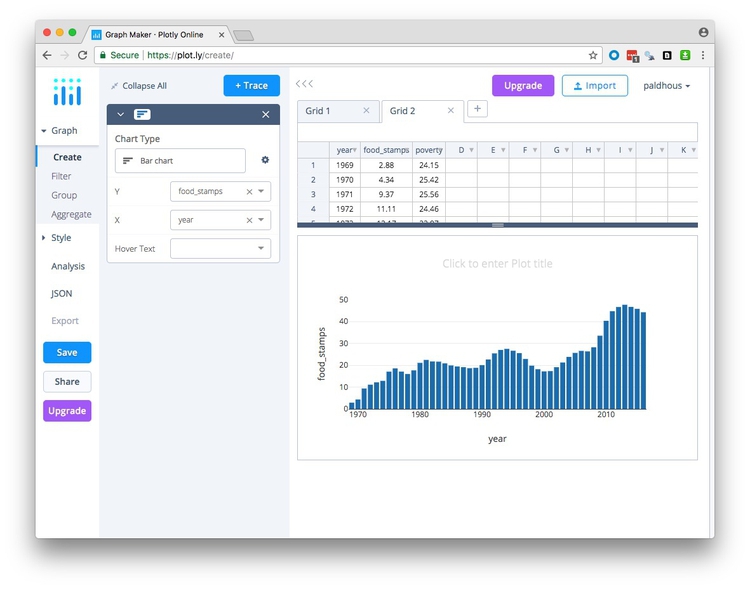 Graph Maker · Plotly Online
Secure | https://plot.ly/create/
Graph
Create
Filter
Group
Aggregate
Style
Analysis
JSON
Export
Save
Share
Upgrade
Collapse All
+ Trace
Chart Type
Bar chart
Y food_stamps
X year
Hover Text
Upgrade
Import
paldhous
Grid 1
Grid 2
year food_stamps poverty D E F G H I J K
1 1969 2.88 24.15
2 1970 4.34 25.42
3 1971 9.37 25.56
4 1972 11.11 24.46
Click to enter Plot title
50
40
30
20
10
0
food_stamps
1970 1980 1990 2000 2010
year